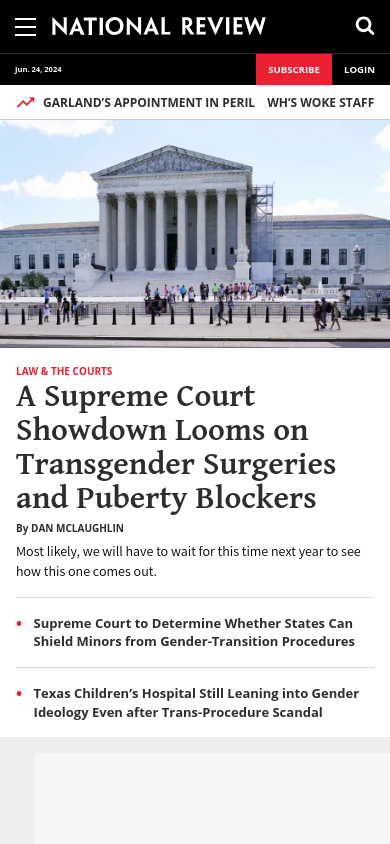 NATIONAL REVIEW
Jun. 24, 2024
SUBSCRIBE
LOGIN
GARLAND’S APPOINTMENT IN PERIL
WH’S WOKE STAFF
LAW & THE COURTS
A Supreme Court
Showdown Looms on
Transgender Surgeries
and Puberty Blockers
By DAN MCLAUGHLIN
Most likely, we will have to wait for this time next year to see
how this one comes out.
Supreme Court to Determine Whether States Can
Shield Minors from Gender-Transition Procedures
Texas Children’s Hospital Still Leaning into Gender
Ideology Even after Trans-Procedure Scandal